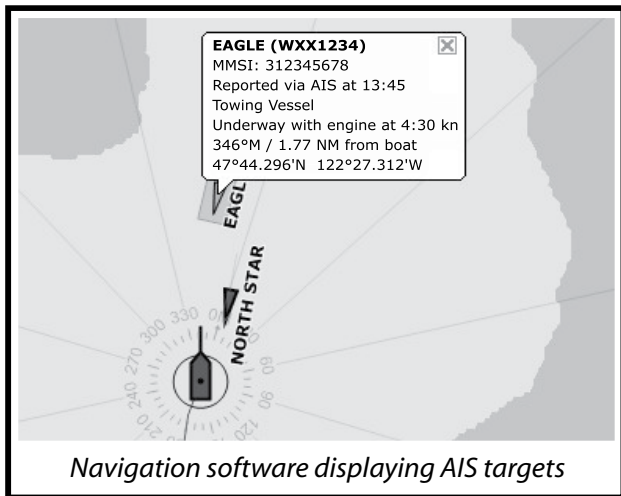 EAGLE (WXX1234)
MMSI: 312345678
Reported via AIS at 13:45
Towing Vessel
Underway with engine at 4:30 kn
346°M / 1.77 NM from boat
47°44.296'N 122°27.312'W
EAGL
NORTH STAR
330
300
270
240
210
120
90
60
Navigation software displaying AIS targets